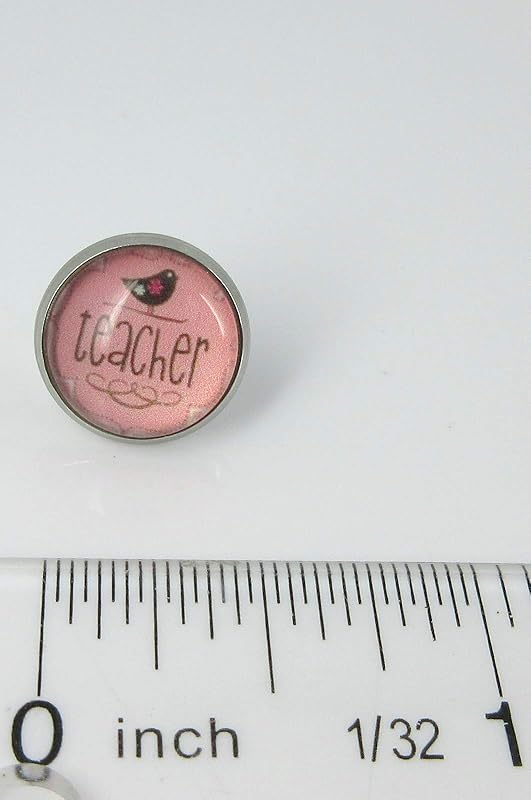 teacher
0 inch 1/32 1